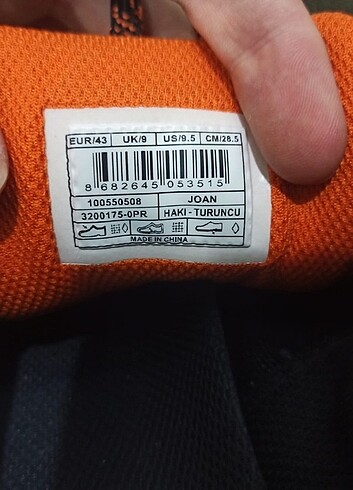 EUR/43 UK/9 US/9.5 CM/28.5
8 682645 053515
100550508 JOAN
3200175-0PR HAKI - TURUNCU
MADE IN CHINA